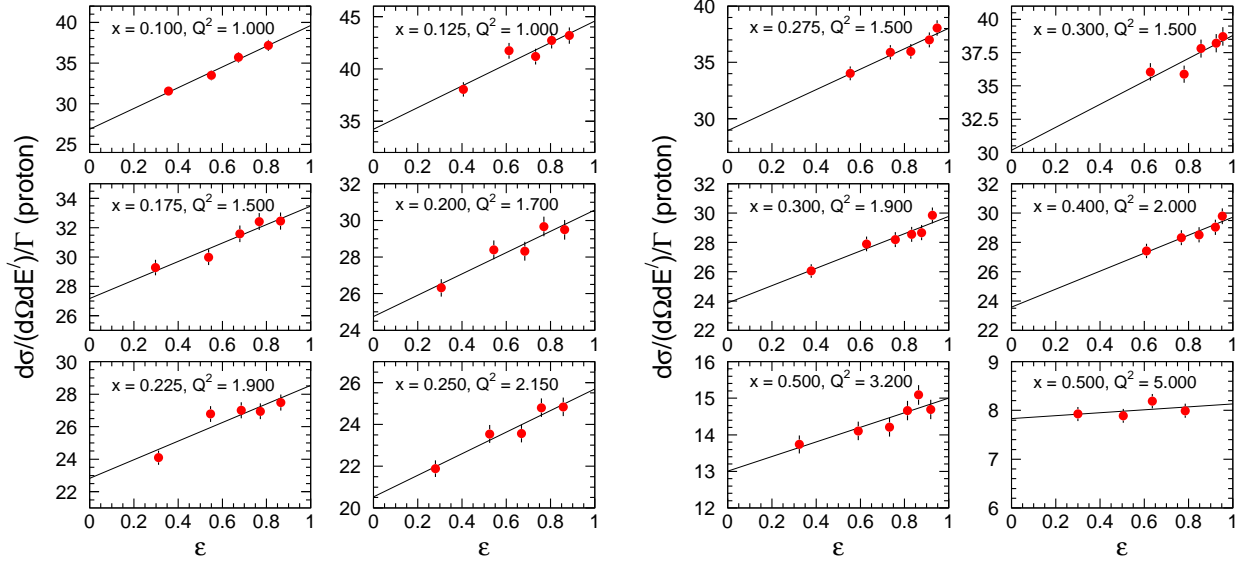 dσ/(dΩdE′)/Γ (proton)
x = 0.100, Q² = 1.000
40
35
30
25
0 0.2 0.4 0.6 0.8 1
x = 0.125, Q² = 1.000
45
40
35
0 0.2 0.4 0.6 0.8 1
x = 0.175, Q² = 1.500
34
32
30
28
26
0 0.2 0.4 0.6 0.8 1
x = 0.200, Q² = 1.700
32
30
28
26
24
0 0.2 0.4 0.6 0.8 1
x = 0.225, Q² = 1.900
30
28
26
24
22
0 0.2 0.4 0.6 0.8 1
ε
x = 0.250, Q² = 2.150
26
24
22
20
0 0.2 0.4 0.6 0.8 1
ε
dσ/(dΩdE′)/Γ (proton)
x = 0.275, Q² = 1.500
40
37.5
35
32.5
30
27.5
0 0.2 0.4 0.6 0.8 1
x = 0.300, Q² = 1.500
40
37.5
35
32.5
30
0 0.2 0.4 0.6 0.8 1
x = 0.300, Q² = 1.900
32
30
28
26
24
22
0 0.2 0.4 0.6 0.8 1
x = 0.400, Q² = 2.000
32
30
28
26
24
22
0 0.2 0.4 0.6 0.8 1
x = 0.500, Q² = 3.200
16
15
14
13
12
0 0.2 0.4 0.6 0.8 1
ε
x = 0.500, Q² = 5.000
9
8
7
6
0 0.2 0.4 0.6 0.8 1
ε